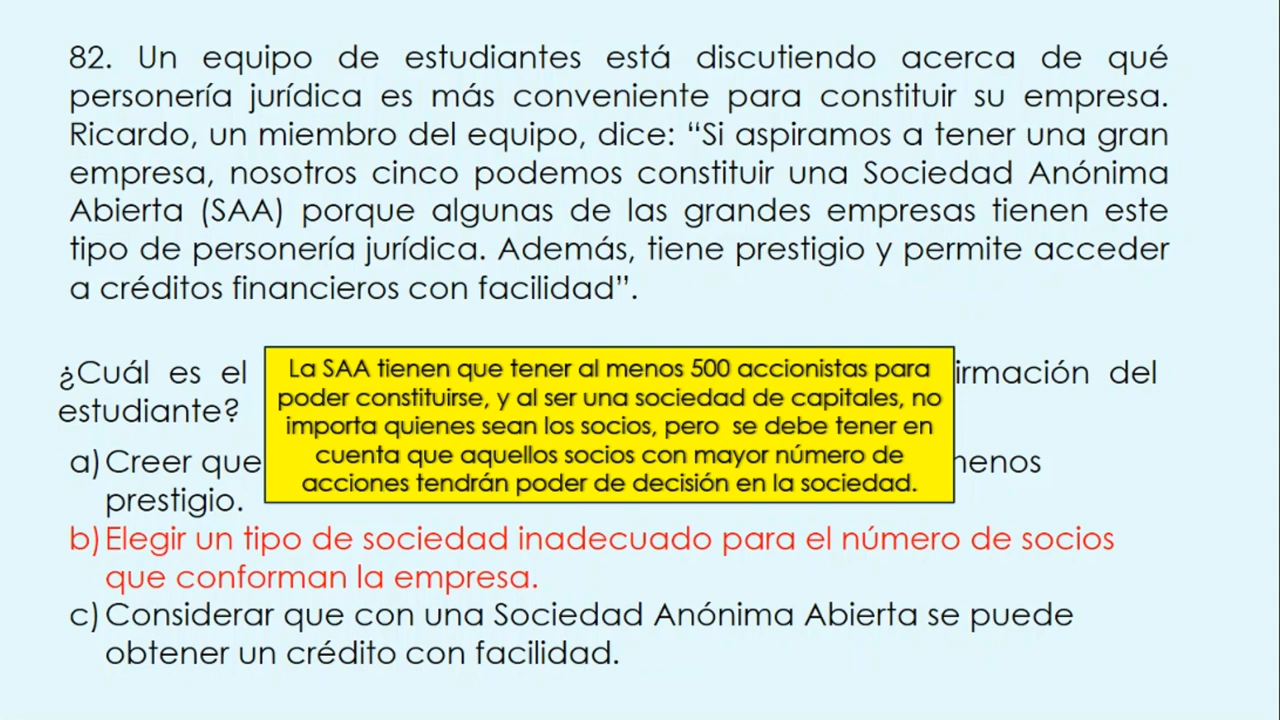 82. Un equipo de estudiantes está discutiendo acerca de qué
personería jurídica es más conveniente para constituir su empresa.
Ricardo, un miembro del equipo, dice: “Si aspiramos a tener una gran
empresa, nosotros cinco podemos constituir una Sociedad Anónima
Abierta (SAA) porque algunas de las grandes empresas tienen este
tipo de personería jurídica. Además, tiene prestigio y permite acceder
a créditos financieros con facilidad”.
¿Cuál es el irmación del
estudiante?
La SAA tienen que tener al menos 500 accionistas para
poder constituirse, y al ser una sociedad de capitales, no
importa quienes sean los socios, pero se debe tener en
cuenta que aquellos socios con mayor número de
acciones tendrán poder de decisión en la sociedad.
a) Creer que enos
prestigio.
b) Elegir un tipo de sociedad inadecuado para el número de socios
que conforman la empresa.
c) Considerar que con una Sociedad Anónima Abierta se puede
obtener un crédito con facilidad.